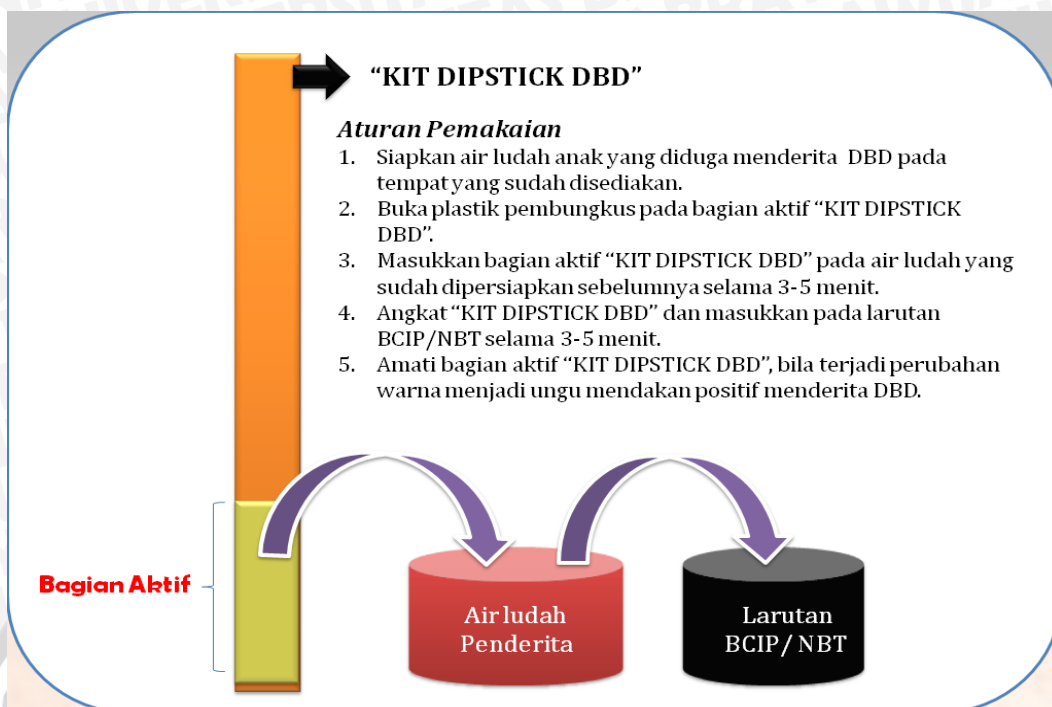 “KIT DIPSTICK DBD”
Aturan Pemakaian
1. Siapkan air ludah anak yang diduga menderita DBD pada
tempat yang sudah disediakan.
2. Buka plastik pembungkus pada bagian aktif “KIT DIPSTICK
DBD”.
3. Masukkan bagian aktif “KIT DIPSTICK DBD” pada air ludah yang
sudah dipersiapkan sebelumnya selama 3-5 menit.
4. Angkat “KIT DIPSTICK DBD” dan masukkan pada larutan
BCIP/NBT selama 3-5 menit.
5. Amati bagian aktif “KIT DIPSTICK DBD”, bila terjadi perubahan
warna menjadi ungu mendakan positif menderita DBD.
Bagian Aktif
Air ludah
Penderita
Larutan
BCIP/ NBT